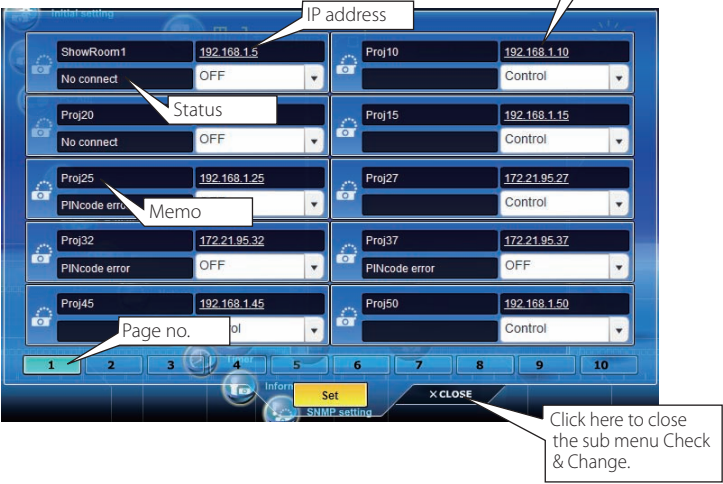 Initial setting
IP address
ShowRoom1 192.168.1.5 Proj10 192.168.1.10
No connect OFF Control
Status
Proj20 Proj15 192.168.1.15
No connect OFF Control
Proj25 192.168.1.25 Proj27 172.21.95.27
PINcode error Control
Memo
Proj32 172.21.95.32 Proj37 172.21.95.37
PINcode error OFF PINcode error OFF
Proj45 192.168.1.45 Proj50 192.168.1.50
Control
Page no.
1 2 3 4 5 6 7 8 9 10
Timer
Set × CLOSE
SNMP setting
Click here to close
the sub menu Check
& Change.